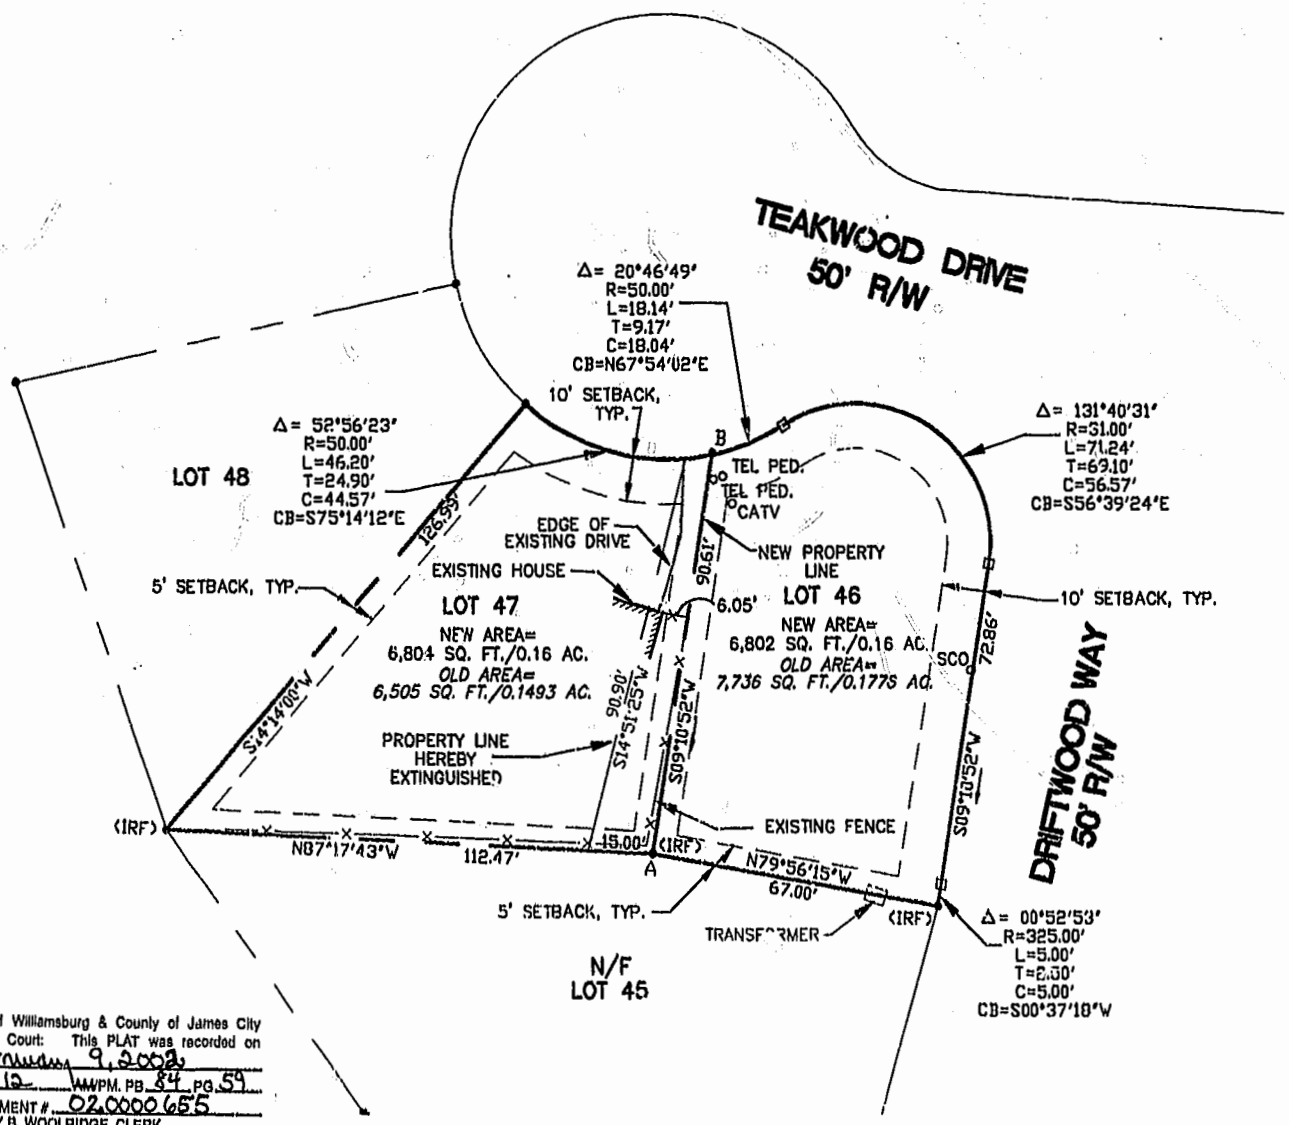 TEAKWOOD DRIVE
50' R/W
Δ= 20°46'49"
R=50.00'
L=18.14'
T=9.17'
C=18.04'
CB=N67°54'02"E
10' SETBACK,
TYP.
Δ= 52°56'23"
R=50.00'
L=46.20'
T=24.90'
C=44.57'
CB=S75°14'12"E
LOT 48
126.99'
Δ= 131°40'31"
R=31.00'
L=71.24'
T=69.10'
C=56.57'
CB=S56°39'24"E
B
TEL PED.
TEL PED.
CATV
EDGE OF
EXISTING DRIVE
EXISTING HOUSE
5' SETBACK, TYP.
90.61'
NEW PROPERTY
LINE
6.05'
LOT 47
NEW AREA=
6,804 SQ. FT./0.16 AC.
OLD AREA=
6,505 SQ. FT./0.1493 AC.
LOT 46
NEW AREA=
6,802 SQ. FT./0.16 AC.
OLD AREA=
7,736 SQ. FT./0.1776 AC.
10' SETBACK, TYP.
SCO
72.86'
S09°10'52"W
DRIFTWOOD WAY
50' R/W
S14°14'00"W
90.90'
S14°51'25"W
S09°10'52"W
PROPERTY LINE
HEREBY
EXTINGUISHED
EXISTING FENCE
(IRF)
N87°17'43"W
112.47'
15.00'
(IRF)
A
N79°56'15"W
67.00'
5' SETBACK, TYP.
TRANSFORMER
(IRF)
Δ= 00°52'53"
R=325.00'
L=5.00'
T=2.50'
C=5.00'
CB=S00°37'18"W
N/F
LOT 45
Williamsburg & County of James City
Court: This PLAT was recorded on
9, 2002
12 AM/PM. PB 84 PG 59
MENT # 020000655
B. WOOLRIDGE, CLERK